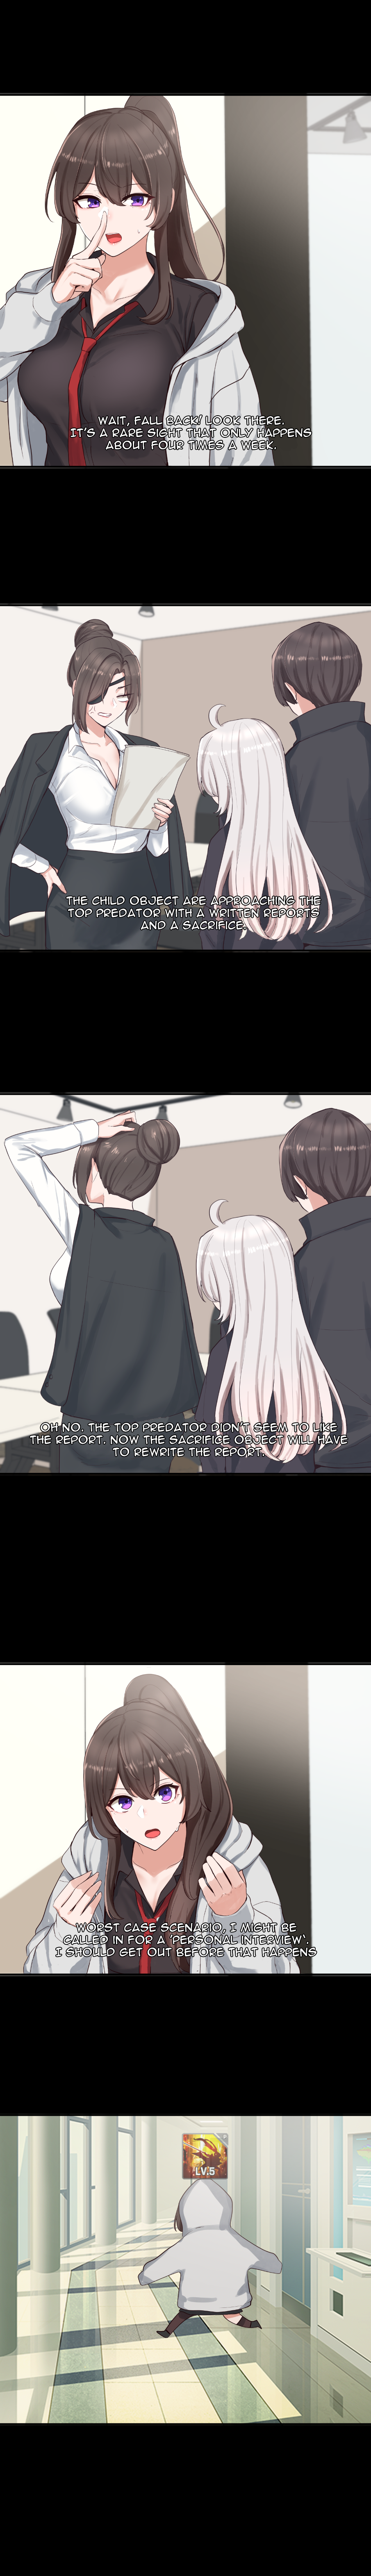 WAIT, FALL BACK! LOOK THERE.
IT'S A RARE SIGHT THAT ONLY HAPPENS
ABOUT FOUR TIMES A WEEK.
THE CHILD OBJECT ARE APPROACHING THE
TOP PREDATOR WITH A WRITTEN REPORTS
AND A SACRIFICE.
OH NO. THE TOP PREDATOR DIDN'T SEEM TO LIKE
THE REPORT. NOW THE SACRIFICE OBJECT WILL HAVE
TO REWRITE THE REPORT.
WORST CASE SCENARIO, I MIGHT BE
CALLED IN FOR A 'PERSONAL INTERVIEW'.
I SHOULD GET OUT BEFORE THAT HAPPENS
LV.5